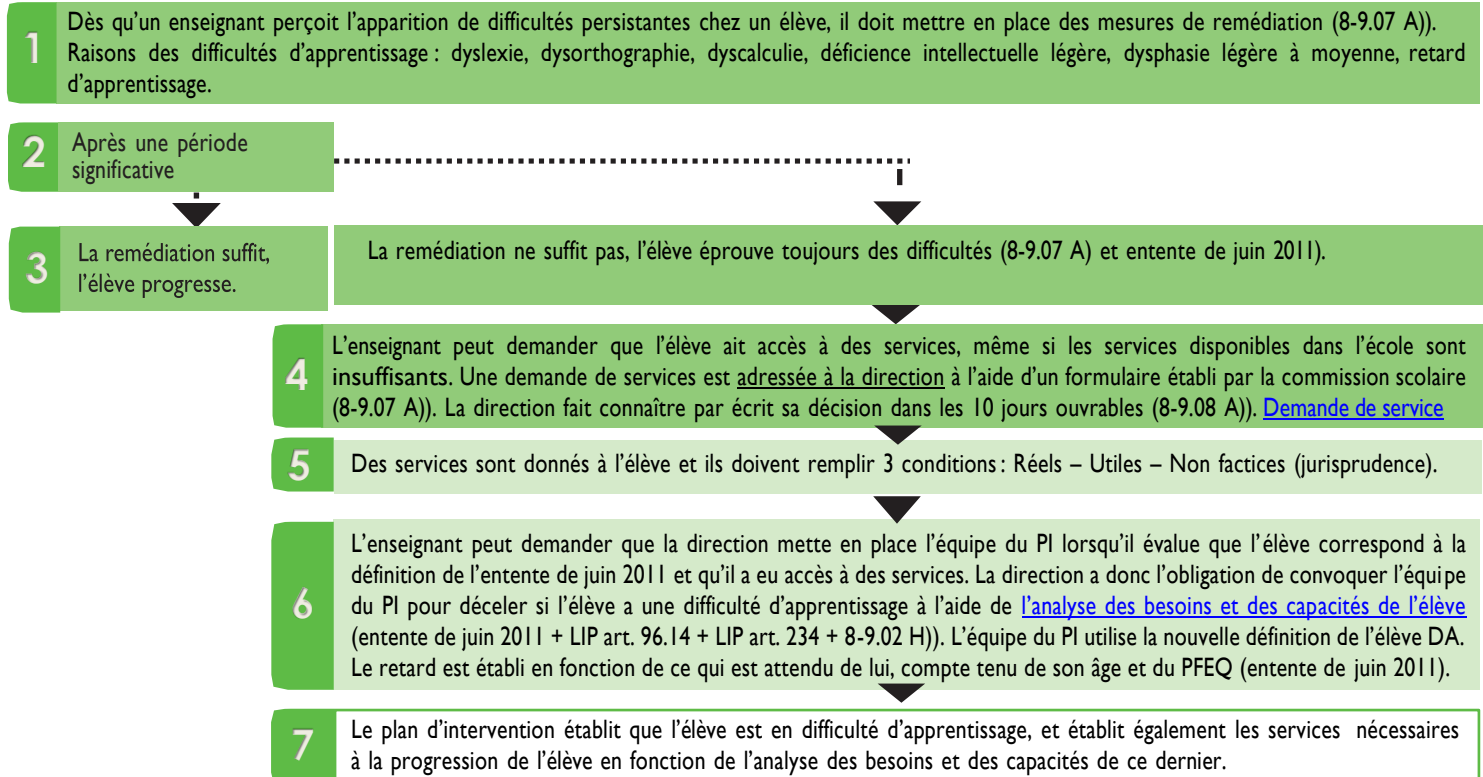 1
Dès qu'un enseignant perçoit l'apparition de difficultés persistantes chez un élève, il doit mettre en place des mesures de remédiation (8-9.07 A)).
Raisons des difficultés d'apprentissage : dyslexie, dysorthographie, dyscalculie, déficience intellectuelle légère, dysphasie légère à moyenne, retard
d'apprentissage.
2
Après une période
significative
3
La remédiation suffit,
l'élève progresse.
La remédiation ne suffit pas, l'élève éprouve toujours des difficultés (8-9.07 A) et entente de juin 2011).
4
L'enseignant peut demander que l'élève ait accès à des services, même si les services disponibles dans l'école sont
insuffisants. Une demande de services est adressée à la direction à l'aide d'un formulaire établi par la commission scolaire
(8-9.07 A)). La direction fait connaître par écrit sa décision dans les 10 jours ouvrables (8-9.08 A)). Demande de service
5
Des services sont donnés à l'élève et ils doivent remplir 3 conditions : Réels – Utiles – Non factices (jurisprudence).
6
L'enseignant peut demander que la direction mette en place l'équipe du PI lorsqu'il évalue que l'élève correspond à la
définition de l'entente de juin 2011 et qu'il a eu accès à des services. La direction a donc l'obligation de convoquer l'équipe
du PI pour déceler si l'élève a une difficulté d'apprentissage à l'aide de l'analyse des besoins et des capacités de l'élève
(entente de juin 2011 + LIP art. 96.14 + LIP art. 234 + 8-9.02 H)). L'équipe du PI utilise la nouvelle définition de l'élève DA.
Le retard est établi en fonction de ce qui est attendu de lui, compte tenu de son âge et du PFEQ (entente de juin 2011).
7
Le plan d'intervention établit que l'élève est en difficulté d'apprentissage, et établit également les services nécessaires
à la progression de l'élève en fonction de l'analyse des besoins et des capacités de ce dernier.